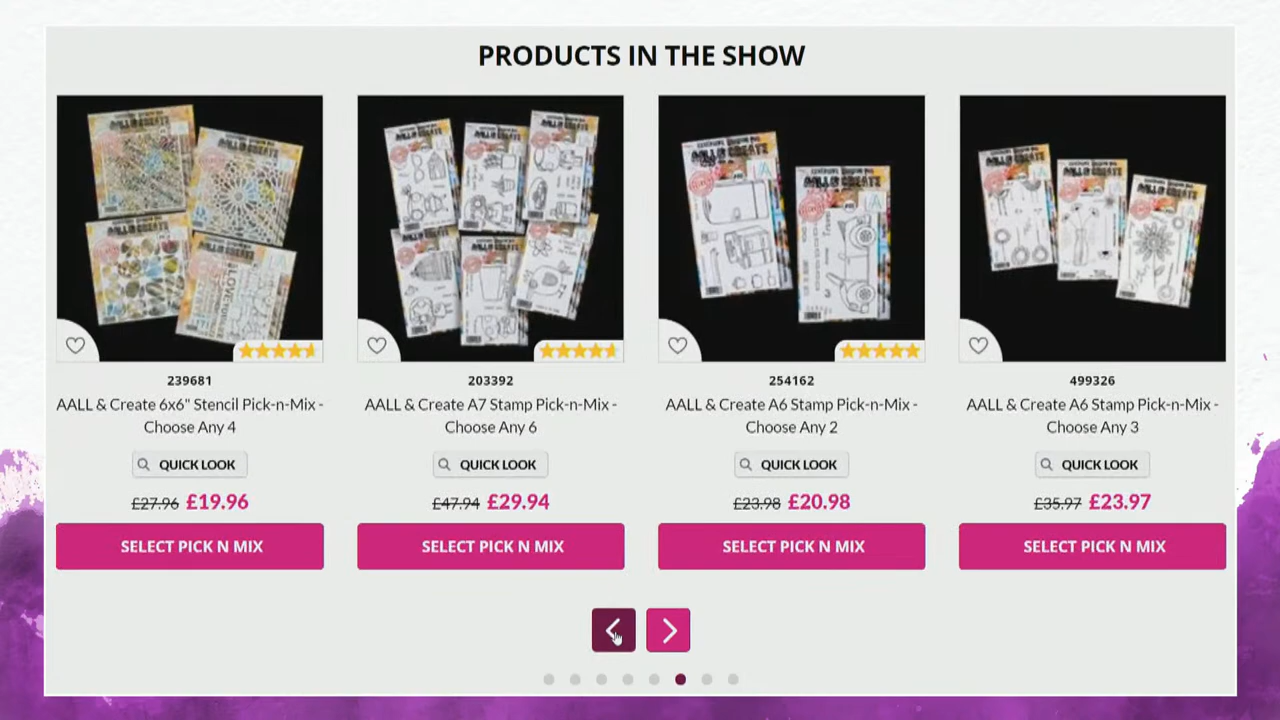 PRODUCTS IN THE SHOW
239681
AALL & Create 6x6" Stencil Pick-n-Mix -
Choose Any 4
QUICK LOOK
£27.96 £19.96
SELECT PICK N MIX
203392
AALL & Create A7 Stamp Pick-n-Mix -
Choose Any 6
QUICK LOOK
£47.94 £29.94
SELECT PICK N MIX
254162
AALL & Create A6 Stamp Pick-n-Mix -
Choose Any 2
QUICK LOOK
£23.98 £20.98
SELECT PICK N MIX
499326
AALL & Create A6 Stamp Pick-n-Mix -
Choose Any 3
QUICK LOOK
£35.97 £23.97
SELECT PICK N MIX